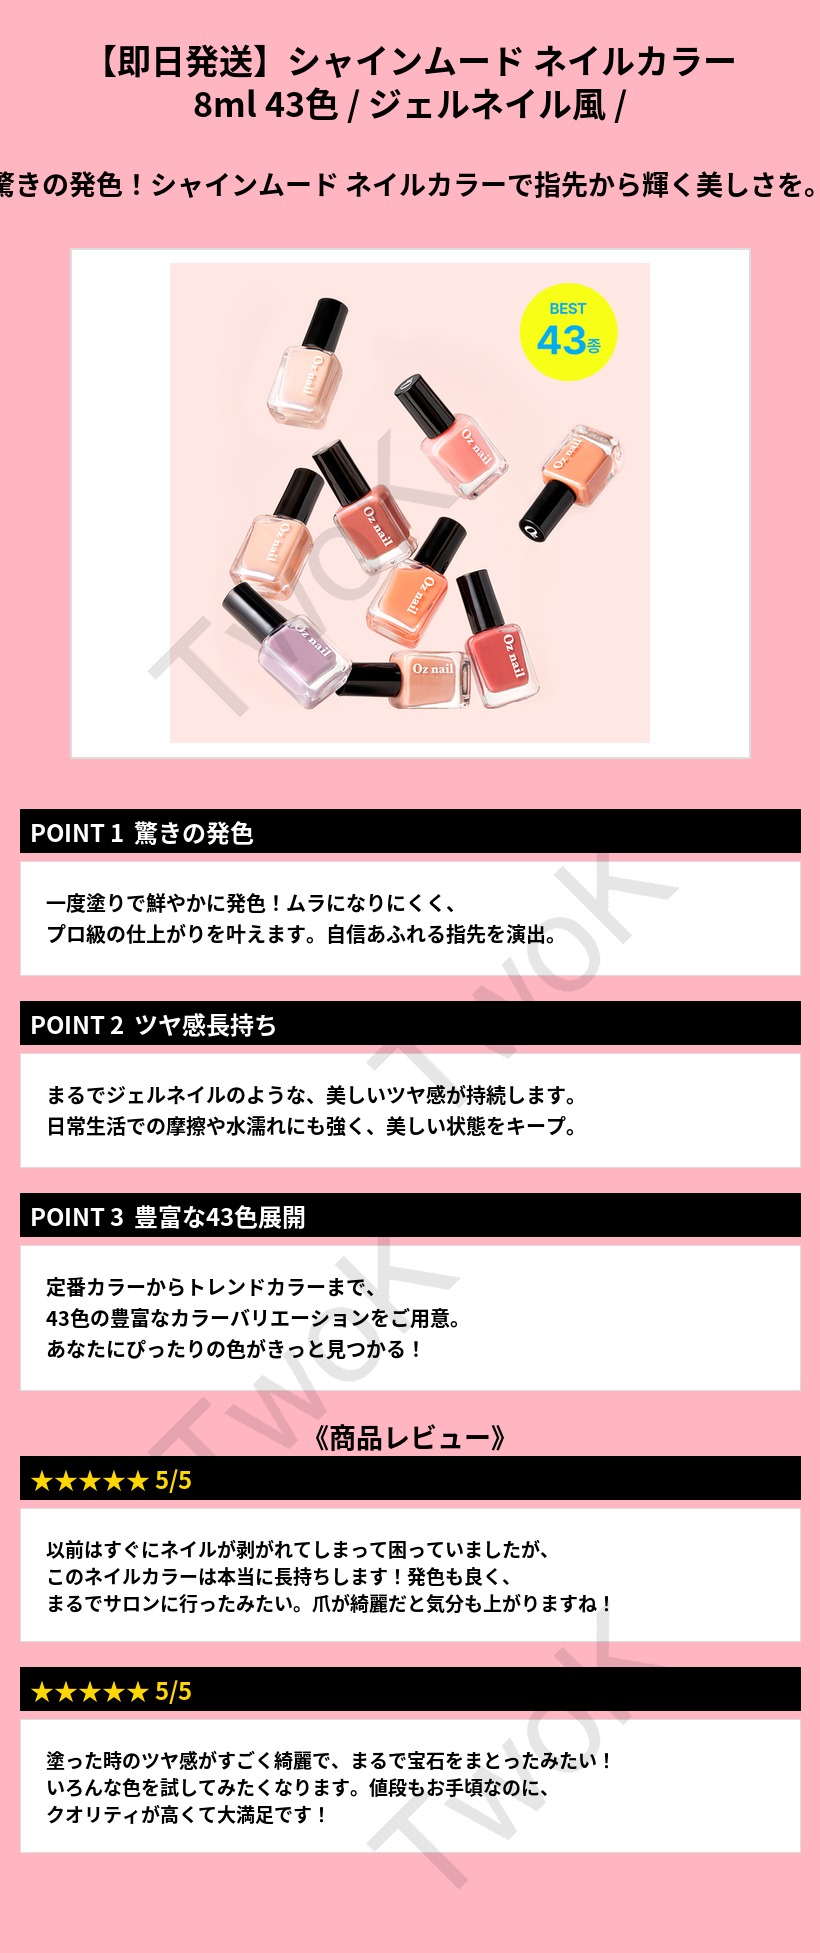 【即日発送】シャインムード ネイルカラー
8ml 43色 / ジェルネイル風 /
驚きの発色！シャインムード ネイルカラーで指先から輝く美しさを。
BEST
43종
Oz nail
Oz nail
Oz nail
Oz nail
Oz nail
Oz nail
Oz nail
Oz nail
Oz nail
TwoK
POINT 1 驚きの発色
一度塗りで鮮やかに発色！ムラになりにくく、
プロ級の仕上がりを叶えます。自信あふれる指先を演出。
TwoK
POINT 2 ツヤ感長持ち
まるでジェルネイルのような、美しいツヤ感が持続します。
日常生活での摩擦や水濡れにも強く、美しい状態をキープ。
POINT 3 豊富な43色展開
定番カラーからトレンドカラーまで、
43色の豊富なカラーバリエーションをご用意。
あなたにぴったりの色がきっと見つかる！
TwoK
《商品レビュー》
★★★★★ 5/5
以前はすぐにネイルが剥がれてしまって困っていましたが、
このネイルカラーは本当に長持ちします！発色も良く、
まるでサロンに行ったみたい。爪が綺麗だと気分も上がりますね！
★★★★★ 5/5
塗った時のツヤ感がすごく綺麗で、まるで宝石をまとったみたい！
いろんな色を試してみたくなります。値段もお手頃なのに、
クオリティが高くて大満足です！
TwoK